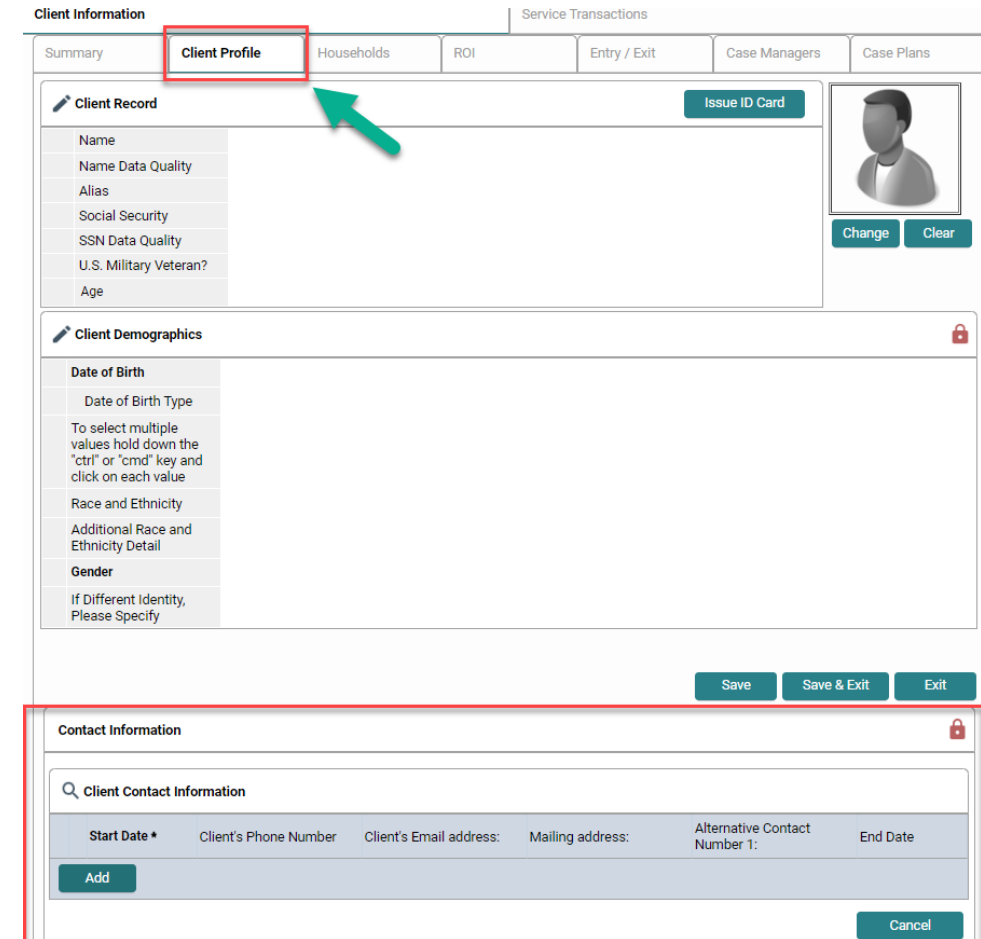 Client Information
Service Transactions
Summary
Client Profile
Households
ROI
Entry / Exit
Case Managers
Case Plans
Client Record
Issue ID Card
Name
Name Data Quality
Alias
Social Security
SSN Data Quality
U.S. Military Veteran?
Age
Change
Clear
Client Demographics
Date of Birth
Date of Birth Type
To select multiple
values hold down the
"ctrl" or "cmd" key and
click on each value
Race and Ethnicity
Additional Race and
Ethnicity Detail
Gender
If Different Identity,
Please Specify
Save
Save & Exit
Exit
Contact Information
Client Contact Information
Start Date *
Client's Phone Number
Client's Email address:
Mailing address:
Alternative Contact
Number 1:
End Date
Add
Cancel